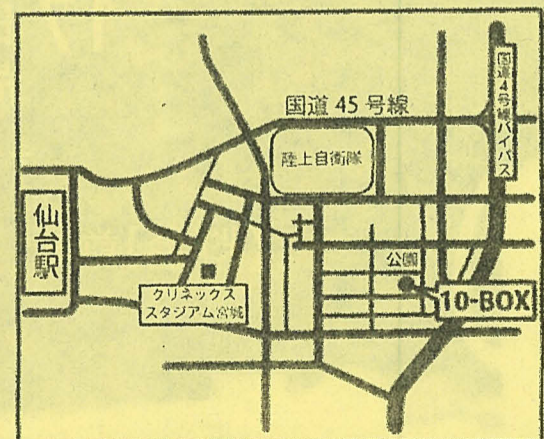 国道45号線
国道4号線バイパス
陸上自衛隊
仙台駅
公園
クリネックス
スタジアム宮城
10-BOX